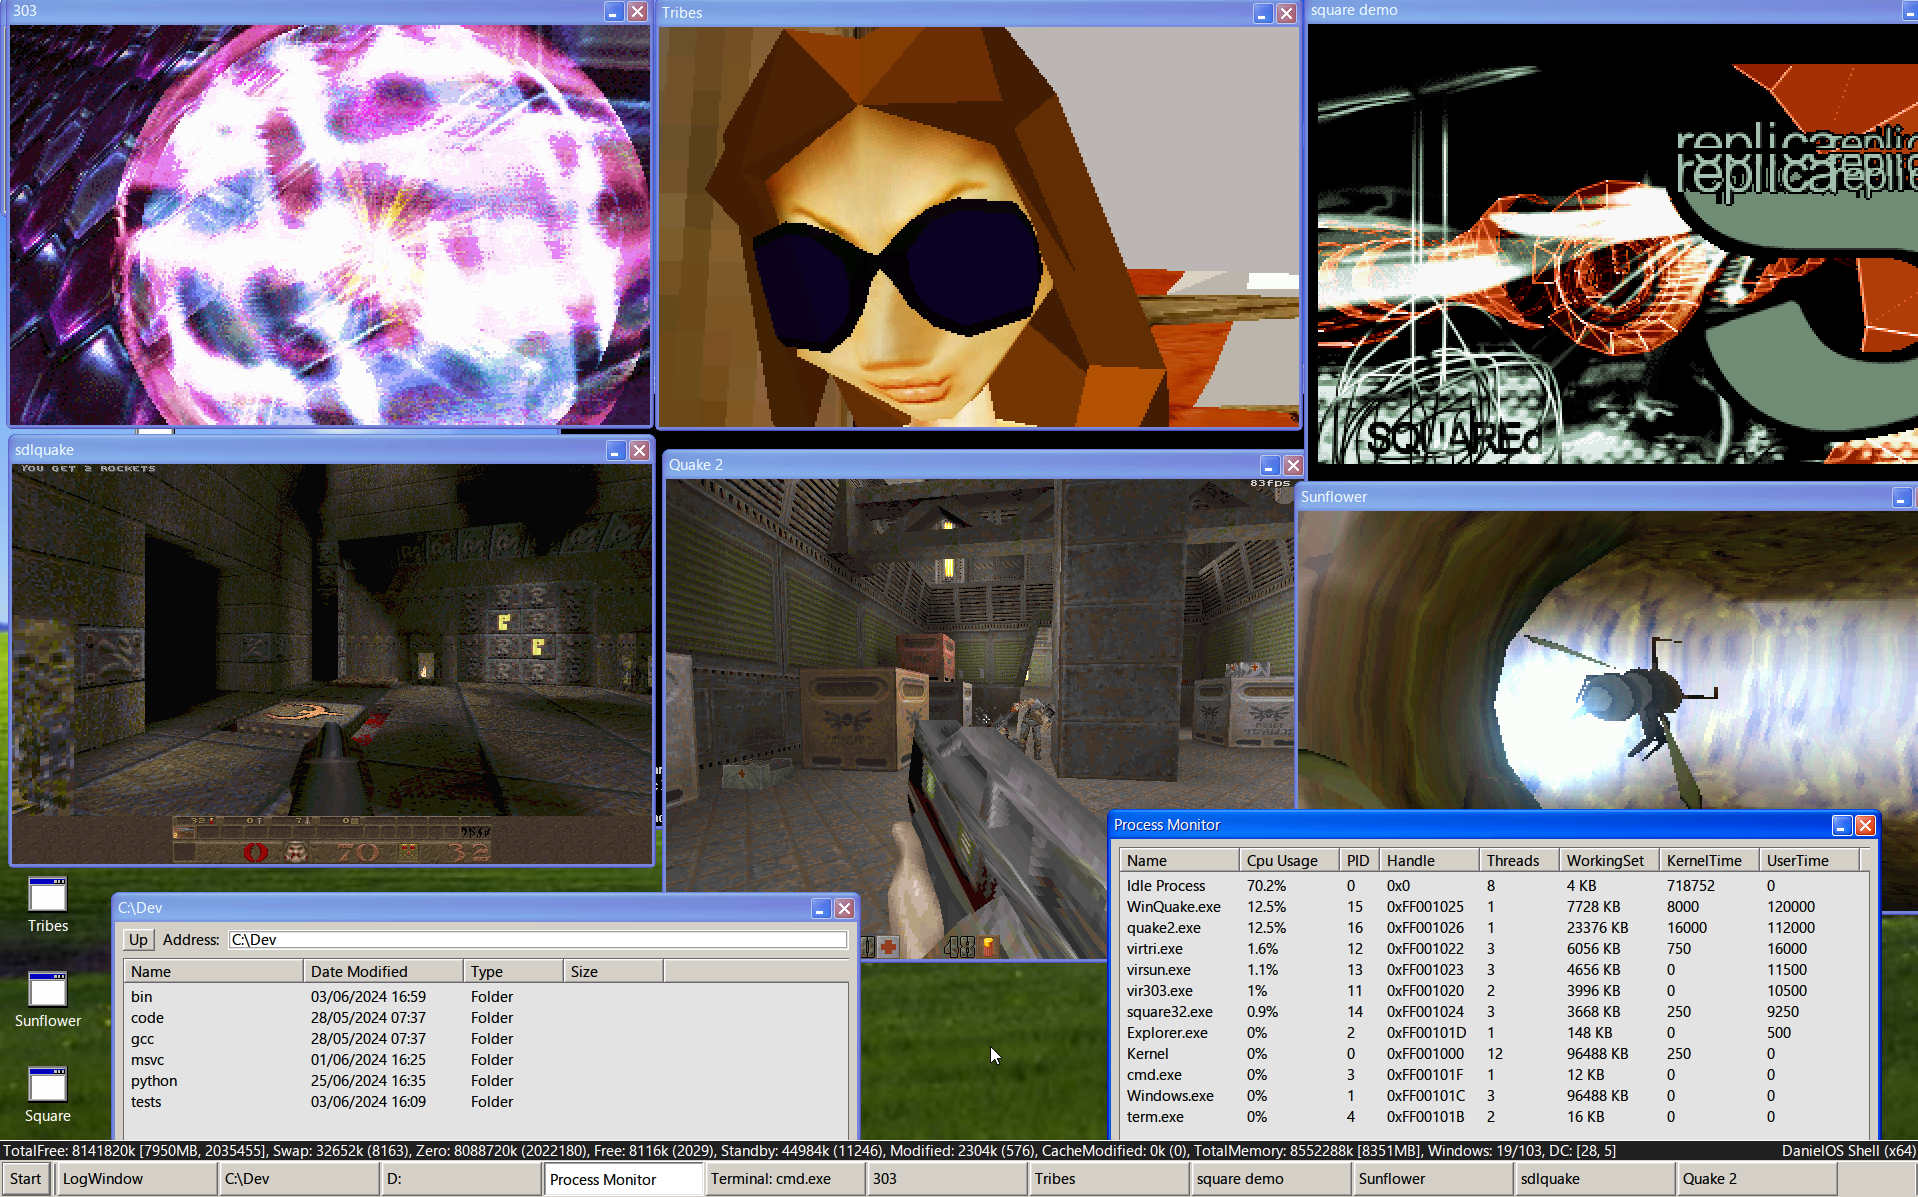 303
Tribes
square demo
replica replic
replica replic
SQUAREd
sdlquake
YOU GET 2 ROCKETS
0 70 32
Quake 2
83fps
48
Sunflower
Process Monitor
Name Cpu Usage PID Handle Threads WorkingSet KernelTime UserTime
Idle Process 70.2% 0 0x0 8 4 KB 718752 0
WinQuake.exe 12.5% 15 0xFF001025 1 7728 KB 8000 120000
quake2.exe 12.5% 16 0xFF001026 1 23376 KB 16000 112000
virtri.exe 1.6% 12 0xFF001022 3 6056 KB 750 16000
virsun.exe 1.1% 13 0xFF001023 3 4656 KB 0 11500
vir303.exe 1% 11 0xFF001020 2 3996 KB 0 10500
square32.exe 0.9% 14 0xFF001024 3 3668 KB 250 9250
Explorer.exe 0% 2 0xFF00101D 1 148 KB 0 500
Kernel 0% 0 0xFF001000 12 96488 KB 250 0
cmd.exe 0% 3 0xFF00101F 1 12 KB 0 0
Windows.exe 0% 1 0xFF00101C 3 96488 KB 0 0
term.exe 0% 4 0xFF00101B 2 16 KB 0 0
Tribes
Sunflower
Square
C:\Dev
Up Address: C:\Dev
Name Date Modified Type Size
bin 03/06/2024 16:59 Folder
code 28/05/2024 07:37 Folder
gcc 28/05/2024 07:37 Folder
msvc 01/06/2024 16:25 Folder
python 25/06/2024 16:35 Folder
tests 03/06/2024 16:09 Folder
TotalFree: 8141820k [7950MB, 2035455], Swap: 32652k (8163), Zero: 8088720k (2022180), Free: 8116k (2029), Standby: 44984k (11246), Modified: 2304k (576), CacheModified: 0k (0), TotalMemory: 8552288k [8351MB], Windows: 19/103, DC: [28, 5] DanielOS Shell (x64)
Start LogWindow C:\Dev D: Process Monitor Terminal: cmd.exe 303 Tribes square demo Sunflower sdlquake Quake 2